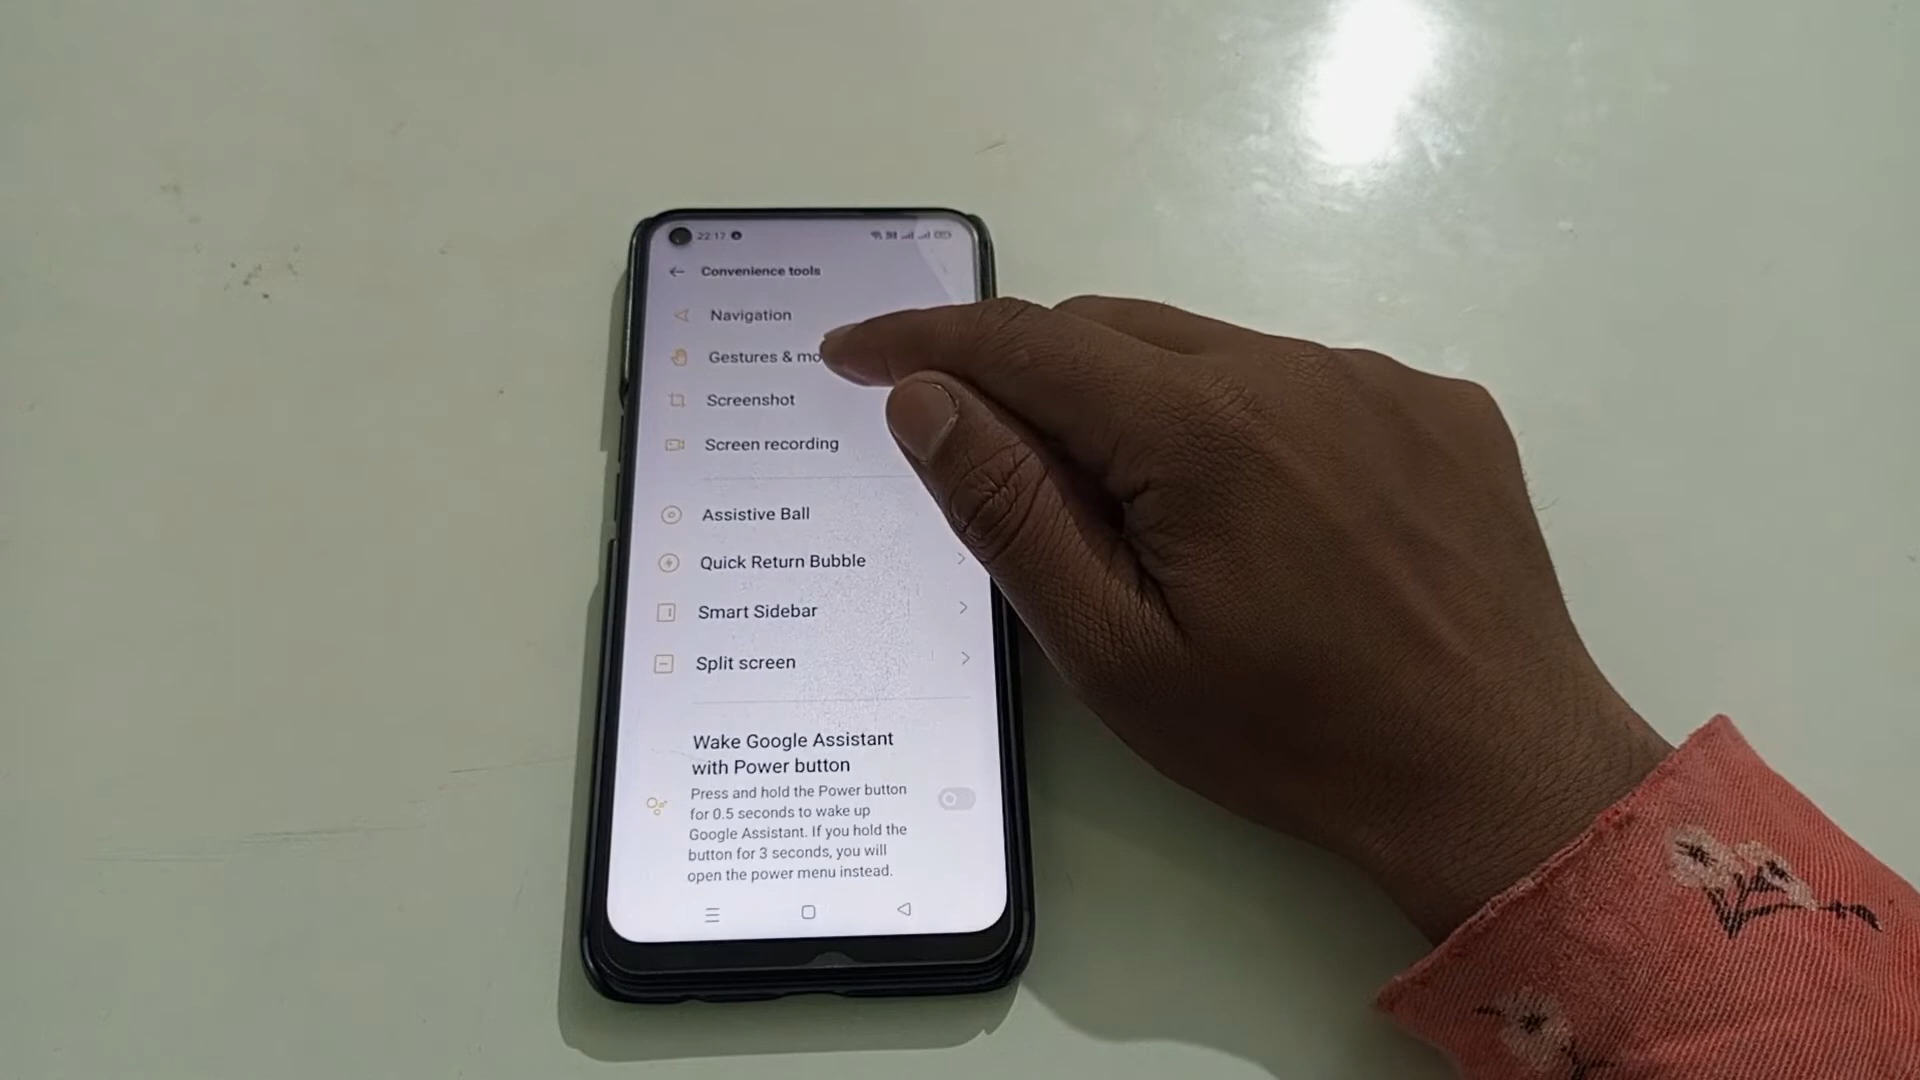 22:17
Convenience tools
Navigation
Gestures & mo
Screenshot
Screen recording
Assistive Ball
Quick Return Bubble
Smart Sidebar
Split screen
Wake Google Assistant
with Power button
Press and hold the Power button
for 0.5 seconds to wake up
Google Assistant. If you hold the
button for 3 seconds, you will
open the power menu instead.